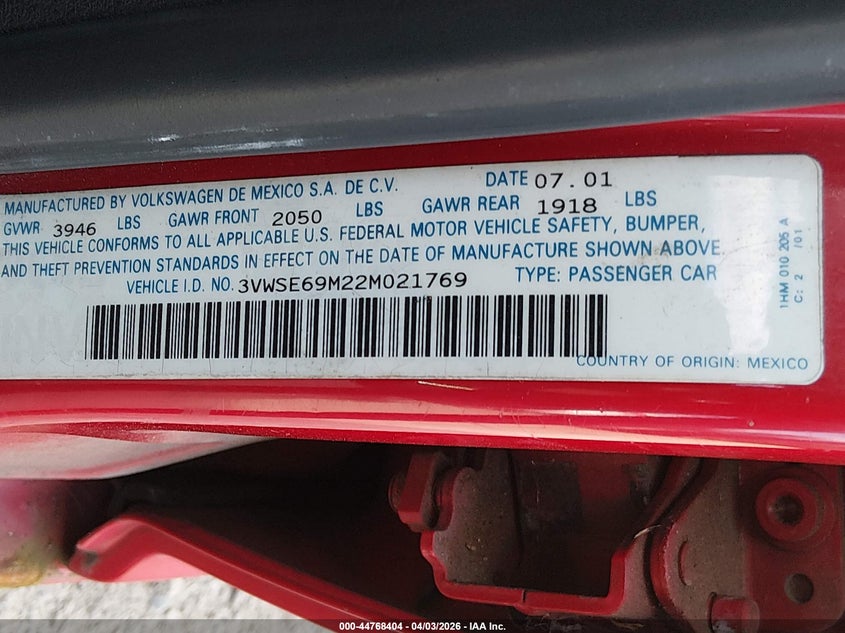 MANUFACTURED BY VOLKSWAGEN DE MEXICO S.A. DE C.V. DATE 07.01
GVWR 3946 LBS GAWR FRONT 2050 LBS GAWR REAR 1918 LBS
THIS VEHICLE CONFORMS TO ALL APPLICABLE U.S. FEDERAL MOTOR VEHICLE SAFETY, BUMPER,
AND THEFT PREVENTION STANDARDS IN EFFECT ON THE DATE OF MANUFACTURE SHOWN ABOVE
VEHICLE I.D. NO. 3VWSE69M22M021769 TYPE: PASSENGER CAR
COUNTRY OF ORIGIN: MEXICO
1HM 010 205 A
C: 2 /01
000-44768404 - 04/03/2026 - IAA Inc.